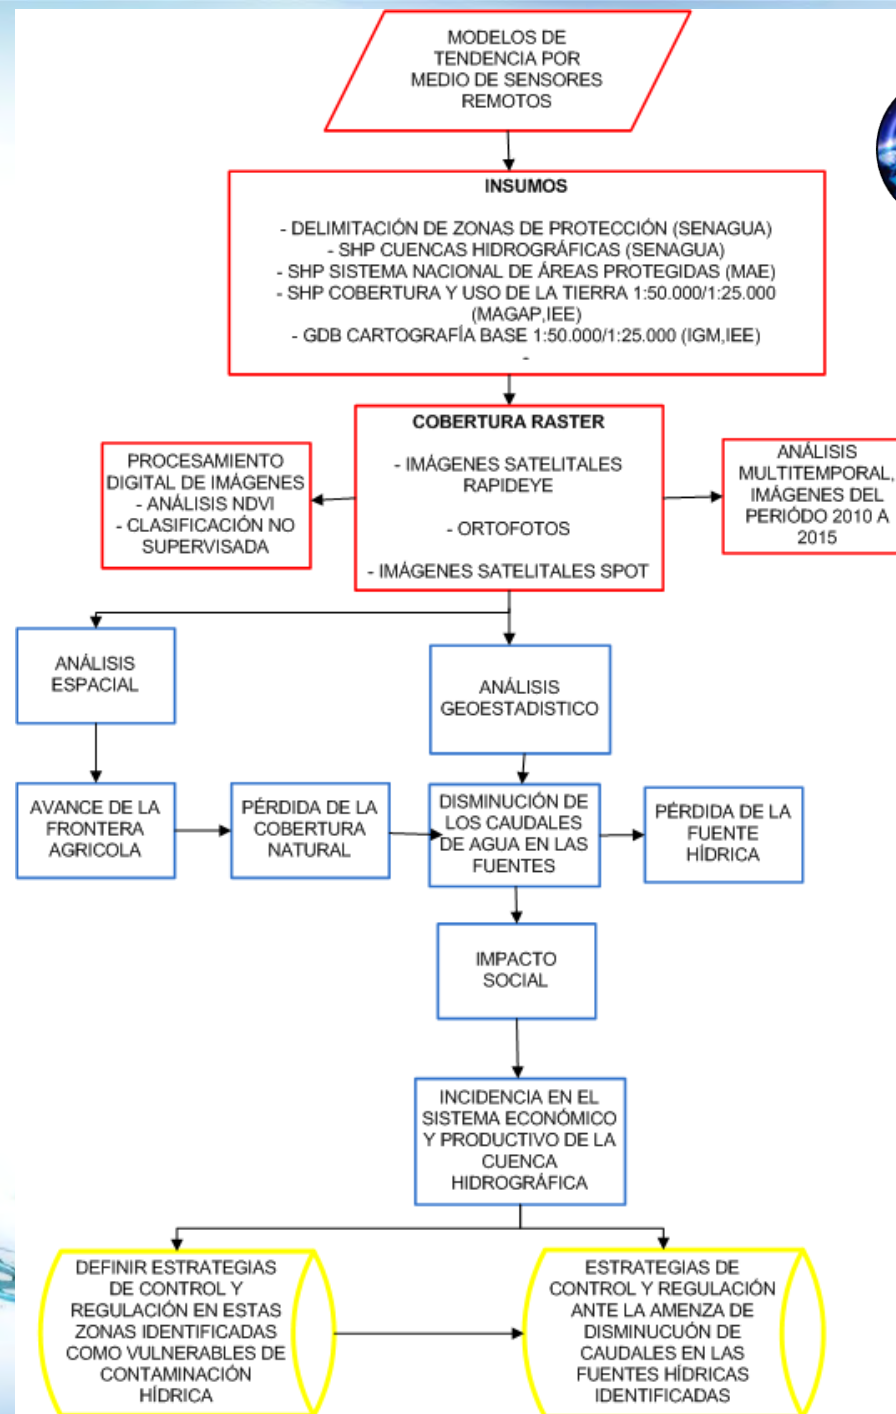 MODELOS DE
TENDENCIA POR
MEDIO DE SENSORES
REMOTOS
INSUMOS
- DELIMITACIÓN DE ZONAS DE PROTECCIÓN (SENAGUA)
- SHP CUENCAS HIDROGRÁFICAS (SENAGUA)
- SHP SISTEMA NACIONAL DE ÁREAS PROTEGIDAS (MAE)
- SHP COBERTURA Y USO DE LA TIERRA 1:50.000/1:25.000
(MAGAP,IEE)
- GDB CARTOGRAFÍA BASE 1:50.000/1:25.000 (IGM,IEE)
-
COBERTURA RASTER
- IMÁGENES SATELITALES
RAPIDEYE
- ORTOFOTOS
- IMÁGENES SATELITALES SPOT
PROCESAMIENTO
DIGITAL DE IMÁGENES
- ANÁLISIS NDVI
- CLASIFICACIÓN NO
SUPERVISADA
ANÁLISIS
MULTITEMPORAL,
IMÁGENES DEL
PERIÓDO 2010 A
2015
ANÁLISIS
ESPACIAL
ANÁLISIS
GEOESTADISTICO
AVANCE DE LA
FRONTERA
AGRICOLA
PÉRDIDA DE LA
COBERTURA
NATURAL
DISMINUCIÓN DE
LOS CAUDALES
DE AGUA EN LAS
FUENTES
PÉRDIDA DE LA
FUENTE
HÍDRICA
IMPACTO
SOCIAL
INCIDENCIA EN EL
SISTEMA ECONÓMICO
Y PRODUCTIVO DE LA
CUENCA
HIDROGRÁFICA
DEFINIR ESTRATEGIAS
DE CONTROL Y
REGULACIÓN EN ESTAS
ZONAS IDENTIFICADAS
COMO VULNERABLES DE
CONTAMINACIÓN
HÍDRICA
ESTRATEGIAS DE
CONTROL Y REGULACIÓN
ANTE LA AMENZA DE
DISMINUCUÓN DE
CAUDALES EN LAS
FUENTES HÍDRICAS
IDENTIFICADAS